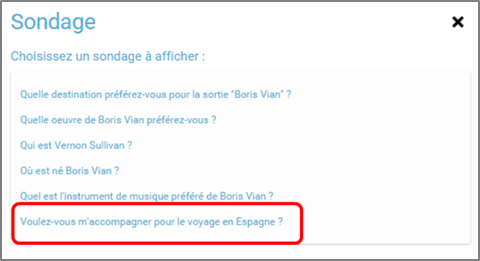 Sondage
Choisissez un sondage à afficher :
Quelle destination préférez-vous pour la sortie "Boris Vian" ?
Quelle oeuvre de Boris Vian préférez-vous ?
Qui est Vernon Sullivan ?
Où est né Boris Vian ?
Quel est l'instrument de musique préféré de Boris Vian ?
Voulez-vous m'accompagner pour le voyage en Espagne ?